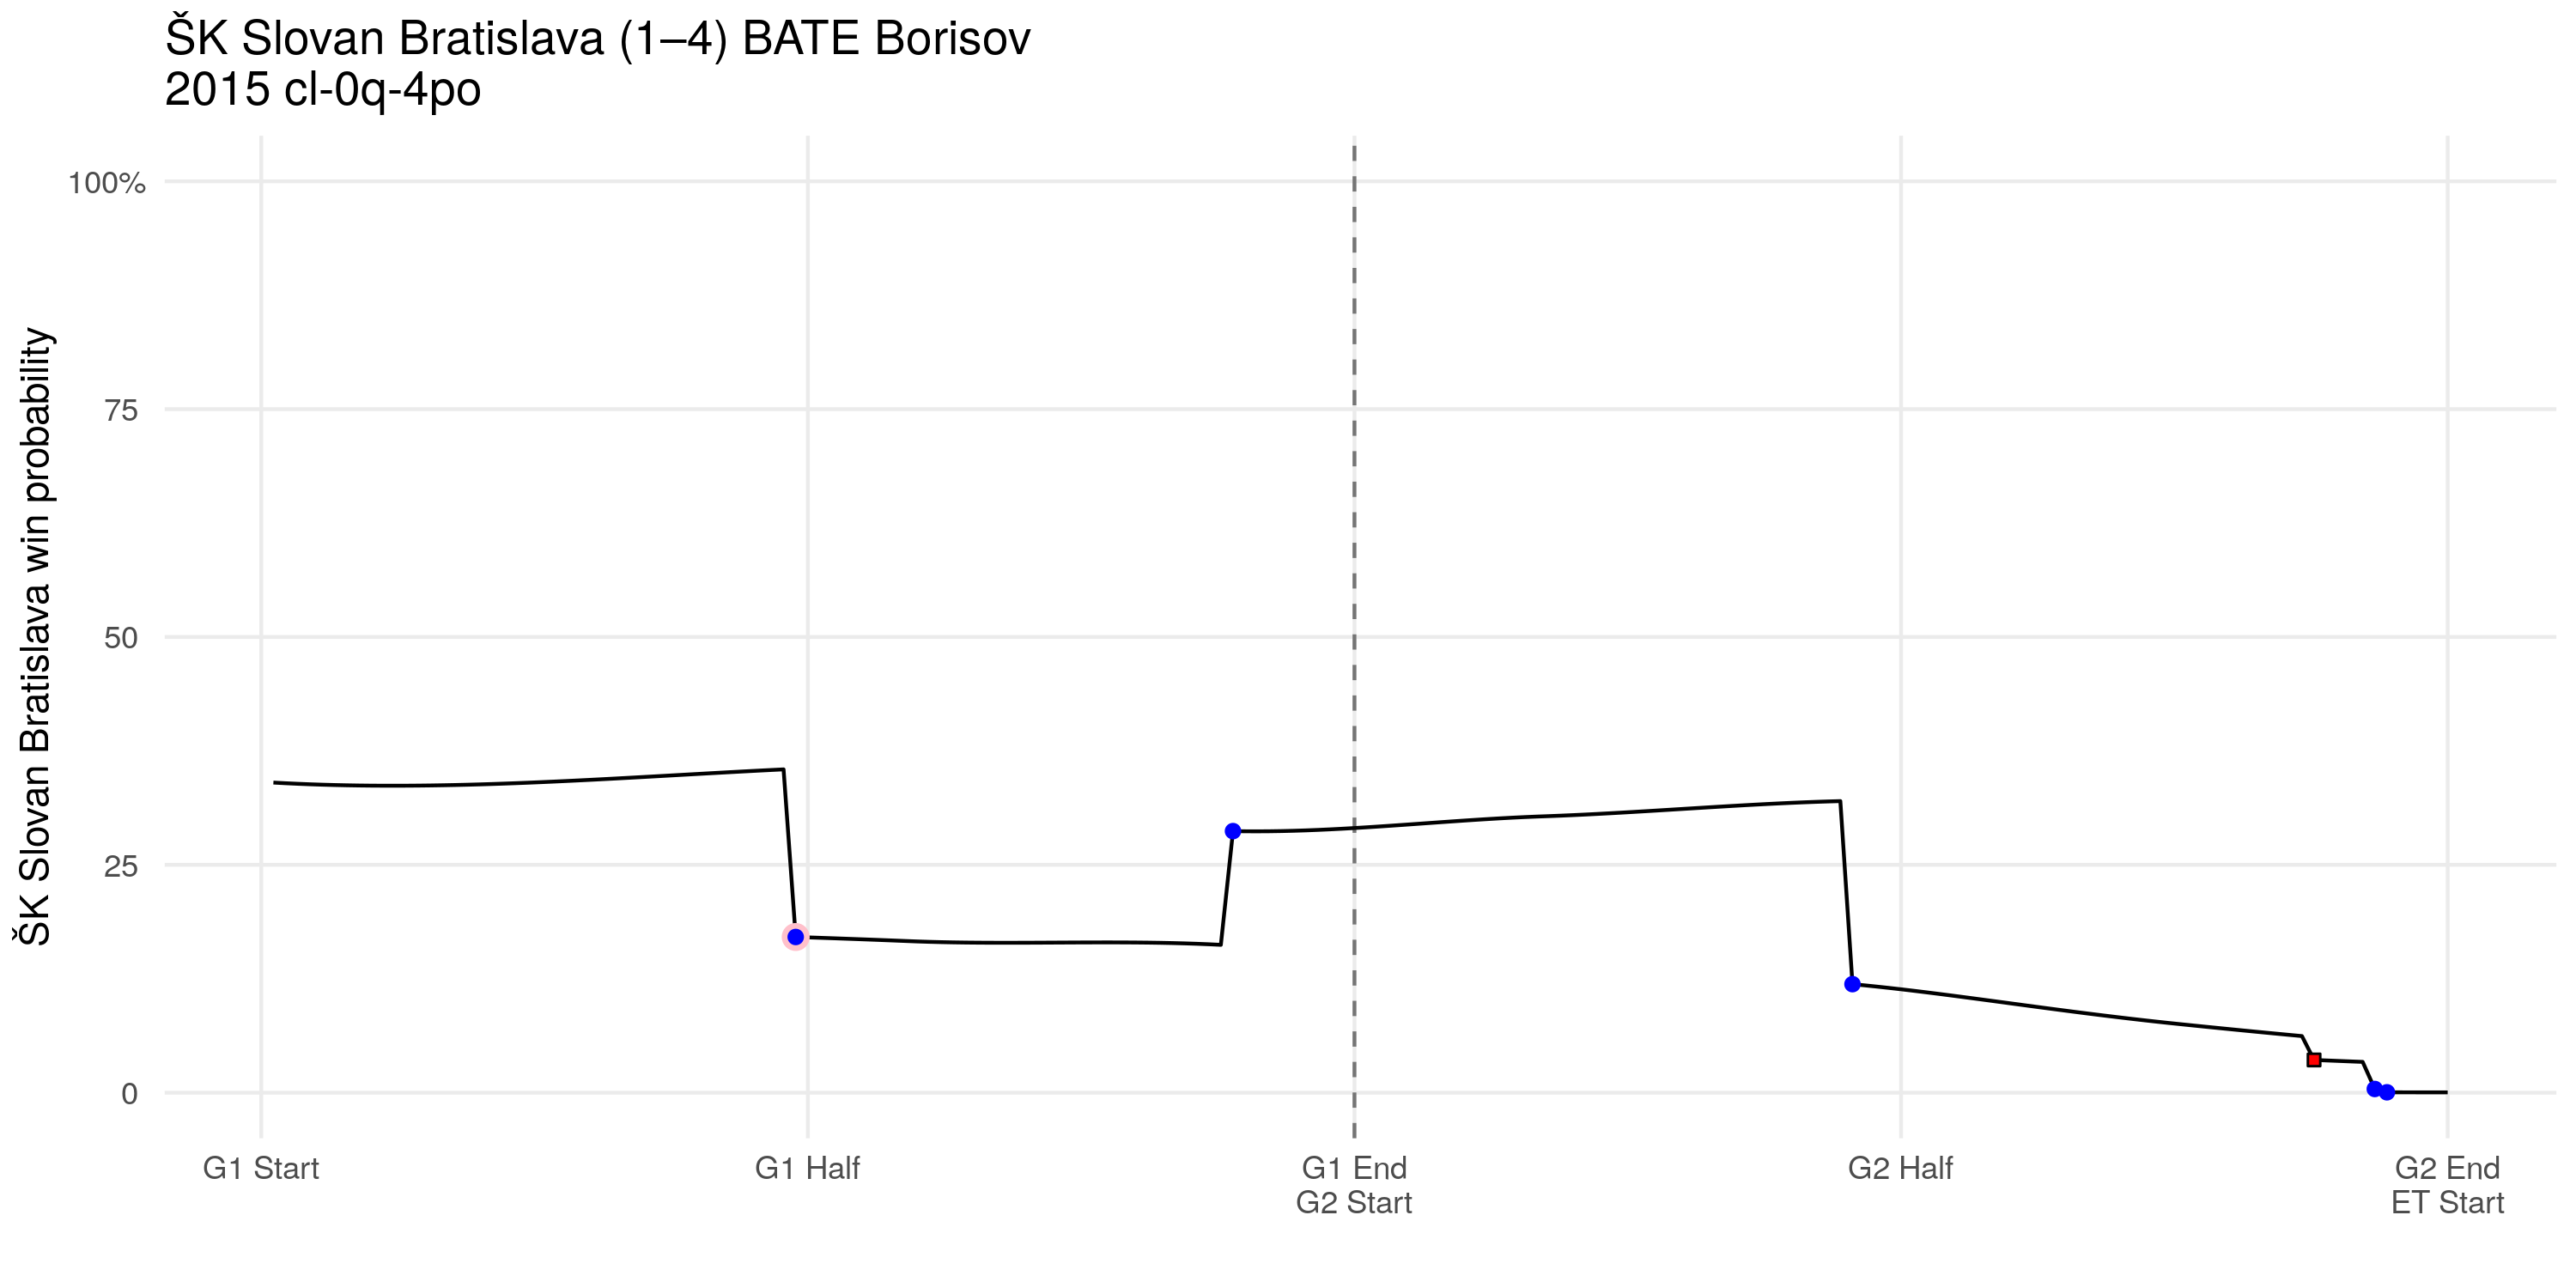 ŠK Slovan Bratislava (1–4) BATE Borisov
2015 cl-0q-4po
ŠK Slovan Bratislava win probability
100%
75
50
25
0
G1 Start
G1 Half
G1 End
G2 Start
G2 Half
G2 End
ET Start